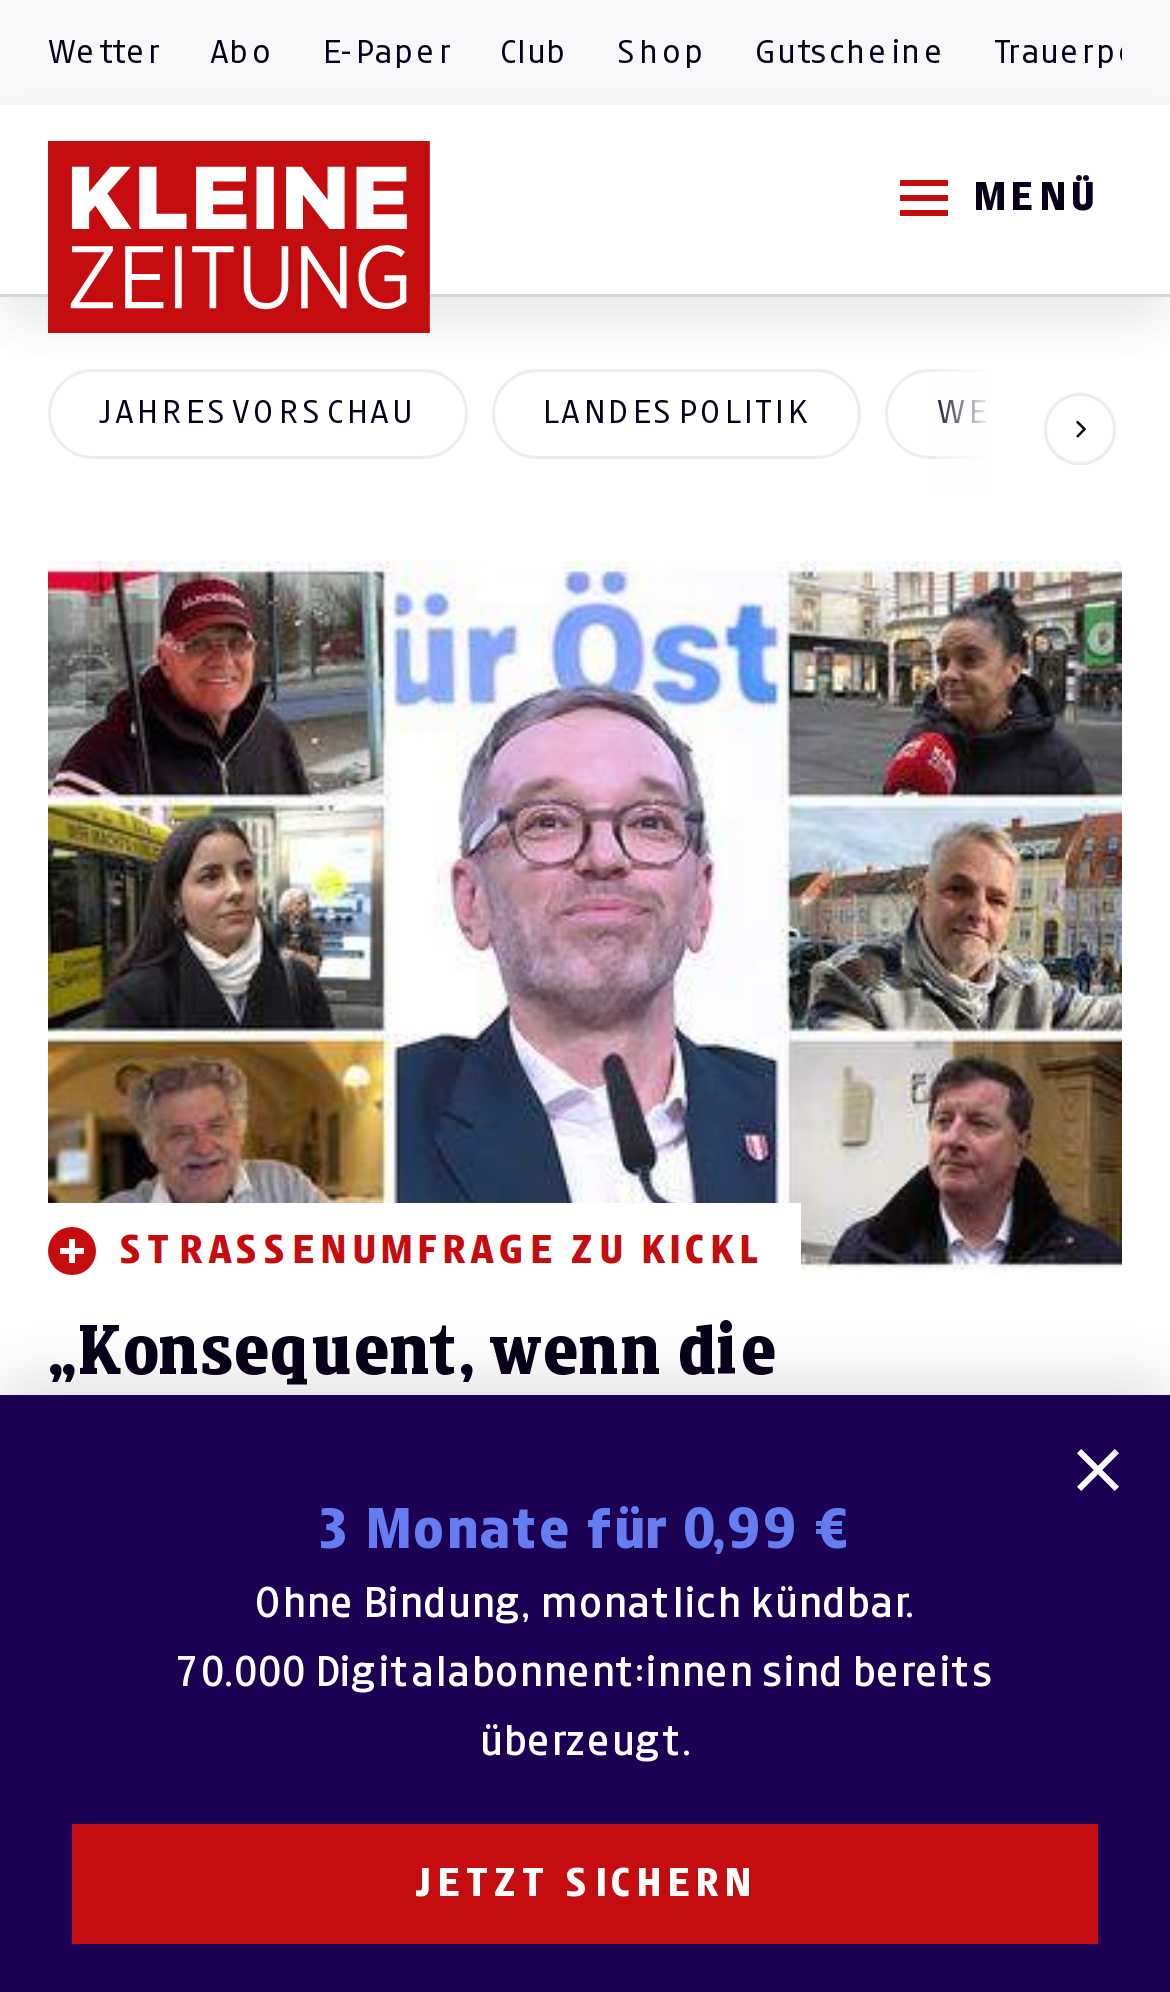 Wetter Abo E-Paper Club Shop Gutscheine Trauerp
KLEINE
ZEITUNG
MENÜ
JAHRESVORSCHAU LANDESPOLITIK WE
ür Öst
STRASSENUMFRAGE ZU KICKL
„Konsequent, wenn die
3 Monate für 0,99 €
Ohne Bindung, monatlich kündbar.
70.000 Digitalabonnent:innen sind bereits
überzeugt.
JETZT SICHERN